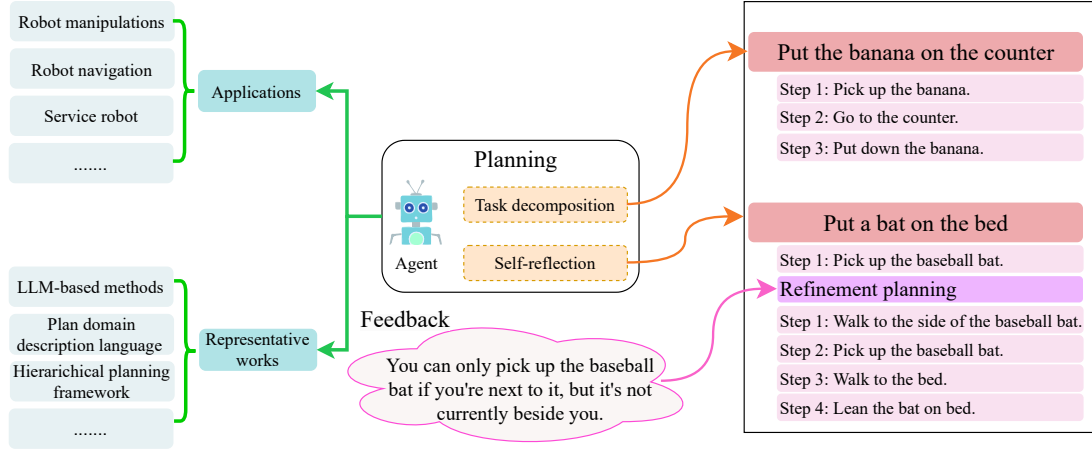 Robot manipulations
Robot navigation
Service robot
.......
Applications
LLM-based methods
Plan domain
description language
Hierarichical planning
framework
.......
Representative
works
Planning
Agent
Task decomposition
Self-reflection
Feedback
You can only pick up the baseball
bat if you're next to it, but it's not
currently beside you.
Put the banana on the counter
Step 1: Pick up the banana.
Step 2: Go to the counter.
Step 3: Put down the banana.
Put a bat on the bed
Step 1: Pick up the baseball bat.
Refinement planning
Step 1: Walk to the side of the baseball bat.
Step 2: Pick up the baseball bat.
Step 3: Walk to the bed.
Step 4: Lean the bat on bed.